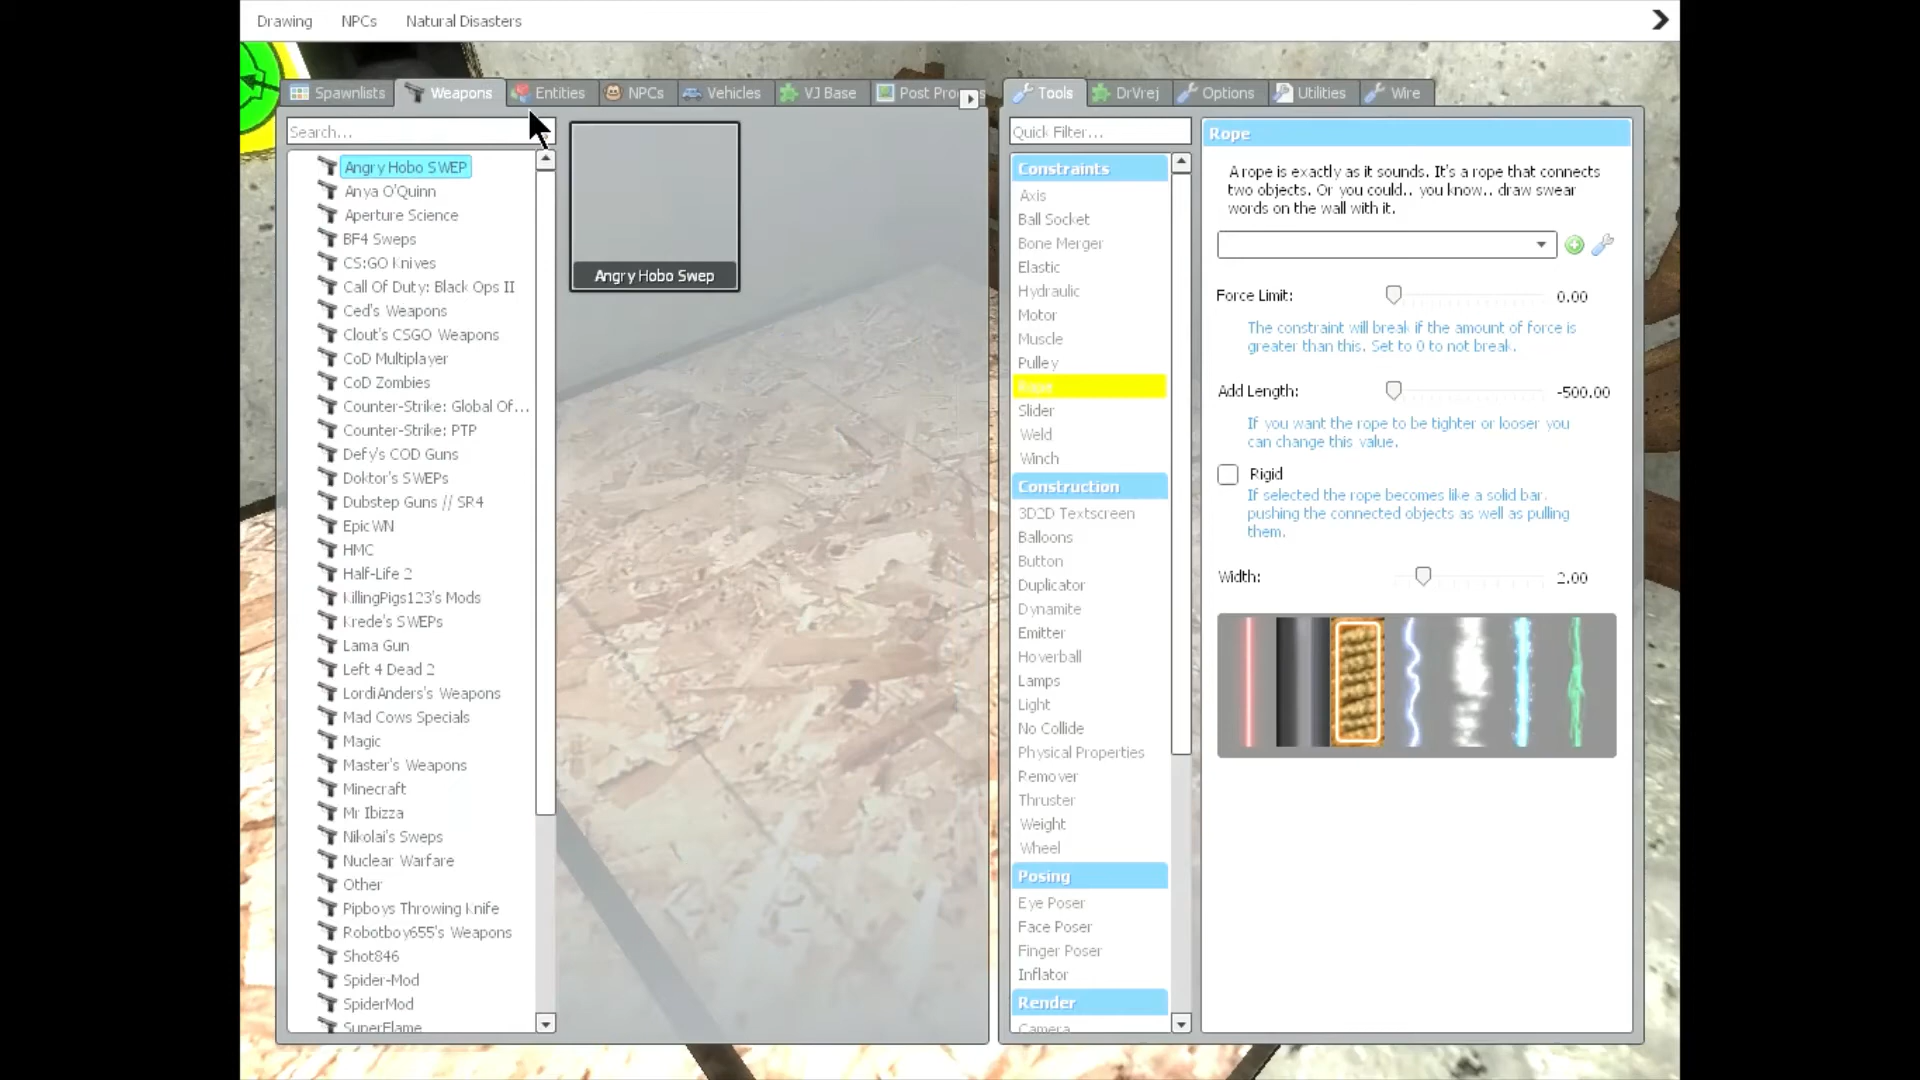 Drawing NPCs Natural Disasters
Spawnlists Weapons Entities NPCs Vehicles VJ Base Post Pro
Search...
Angry Hobo SWEP
Anya O'Quinn
Aperture Science
BF4 Sweps
CS:GO Knives
Call Of Duty: Black Ops II
Ced's Weapons
Clout's CSGO Weapons
CoD Multiplayer
CoD Zombies
Counter-Strike: Global Of...
Counter-Strike: PTP
Defy's COD Guns
Doktor's SWEPs
Dubstep Guns // SR4
Epic WN
HMC
Half-Life 2
KillingPigs123's Mods
Krede's SWEPs
Lama Gun
Left 4 Dead 2
LordiAnders's Weapons
Mad Cows Specials
Magic
Master's Weapons
Minecraft
Mr Ibizza
Nikolai's Sweps
Nuclear Warfare
Other
Pipboys Throwing Knife
Robotboy655's Weapons
Shot846
Spider-Mod
SpiderMod
SuperFlame
Angry Hobo Swep
Tools DrVrej Options Utilities Wire
Quick Filter...
Constraints
Axis
Ball Socket
Bone Merger
Elastic
Hydraulic
Motor
Muscle
Pulley
Rope
Slider
Weld
Winch
Construction
3D2D Textscreen
Balloons
Button
Duplicator
Dynamite
Emitter
Hoverball
Lamps
Light
No Collide
Physical Properties
Remover
Thruster
Weight
Wheel
Posing
Eye Poser
Face Poser
Finger Poser
Inflator
Render
Camera
Rope
A rope is exactly as it sounds. It's a rope that connects
two objects. Or you could.. you know.. draw swear
words on the wall with it.
Force Limit: 0.00
The constraint will break if the amount of force is
greater than this. Set to 0 to not break.
Add Length: -500.00
If you want the rope to be tighter or looser you
can change this value.
Rigid
If selected the rope becomes like a solid bar,
pushing the connected objects as well as pulling
them.
Width: 2.00